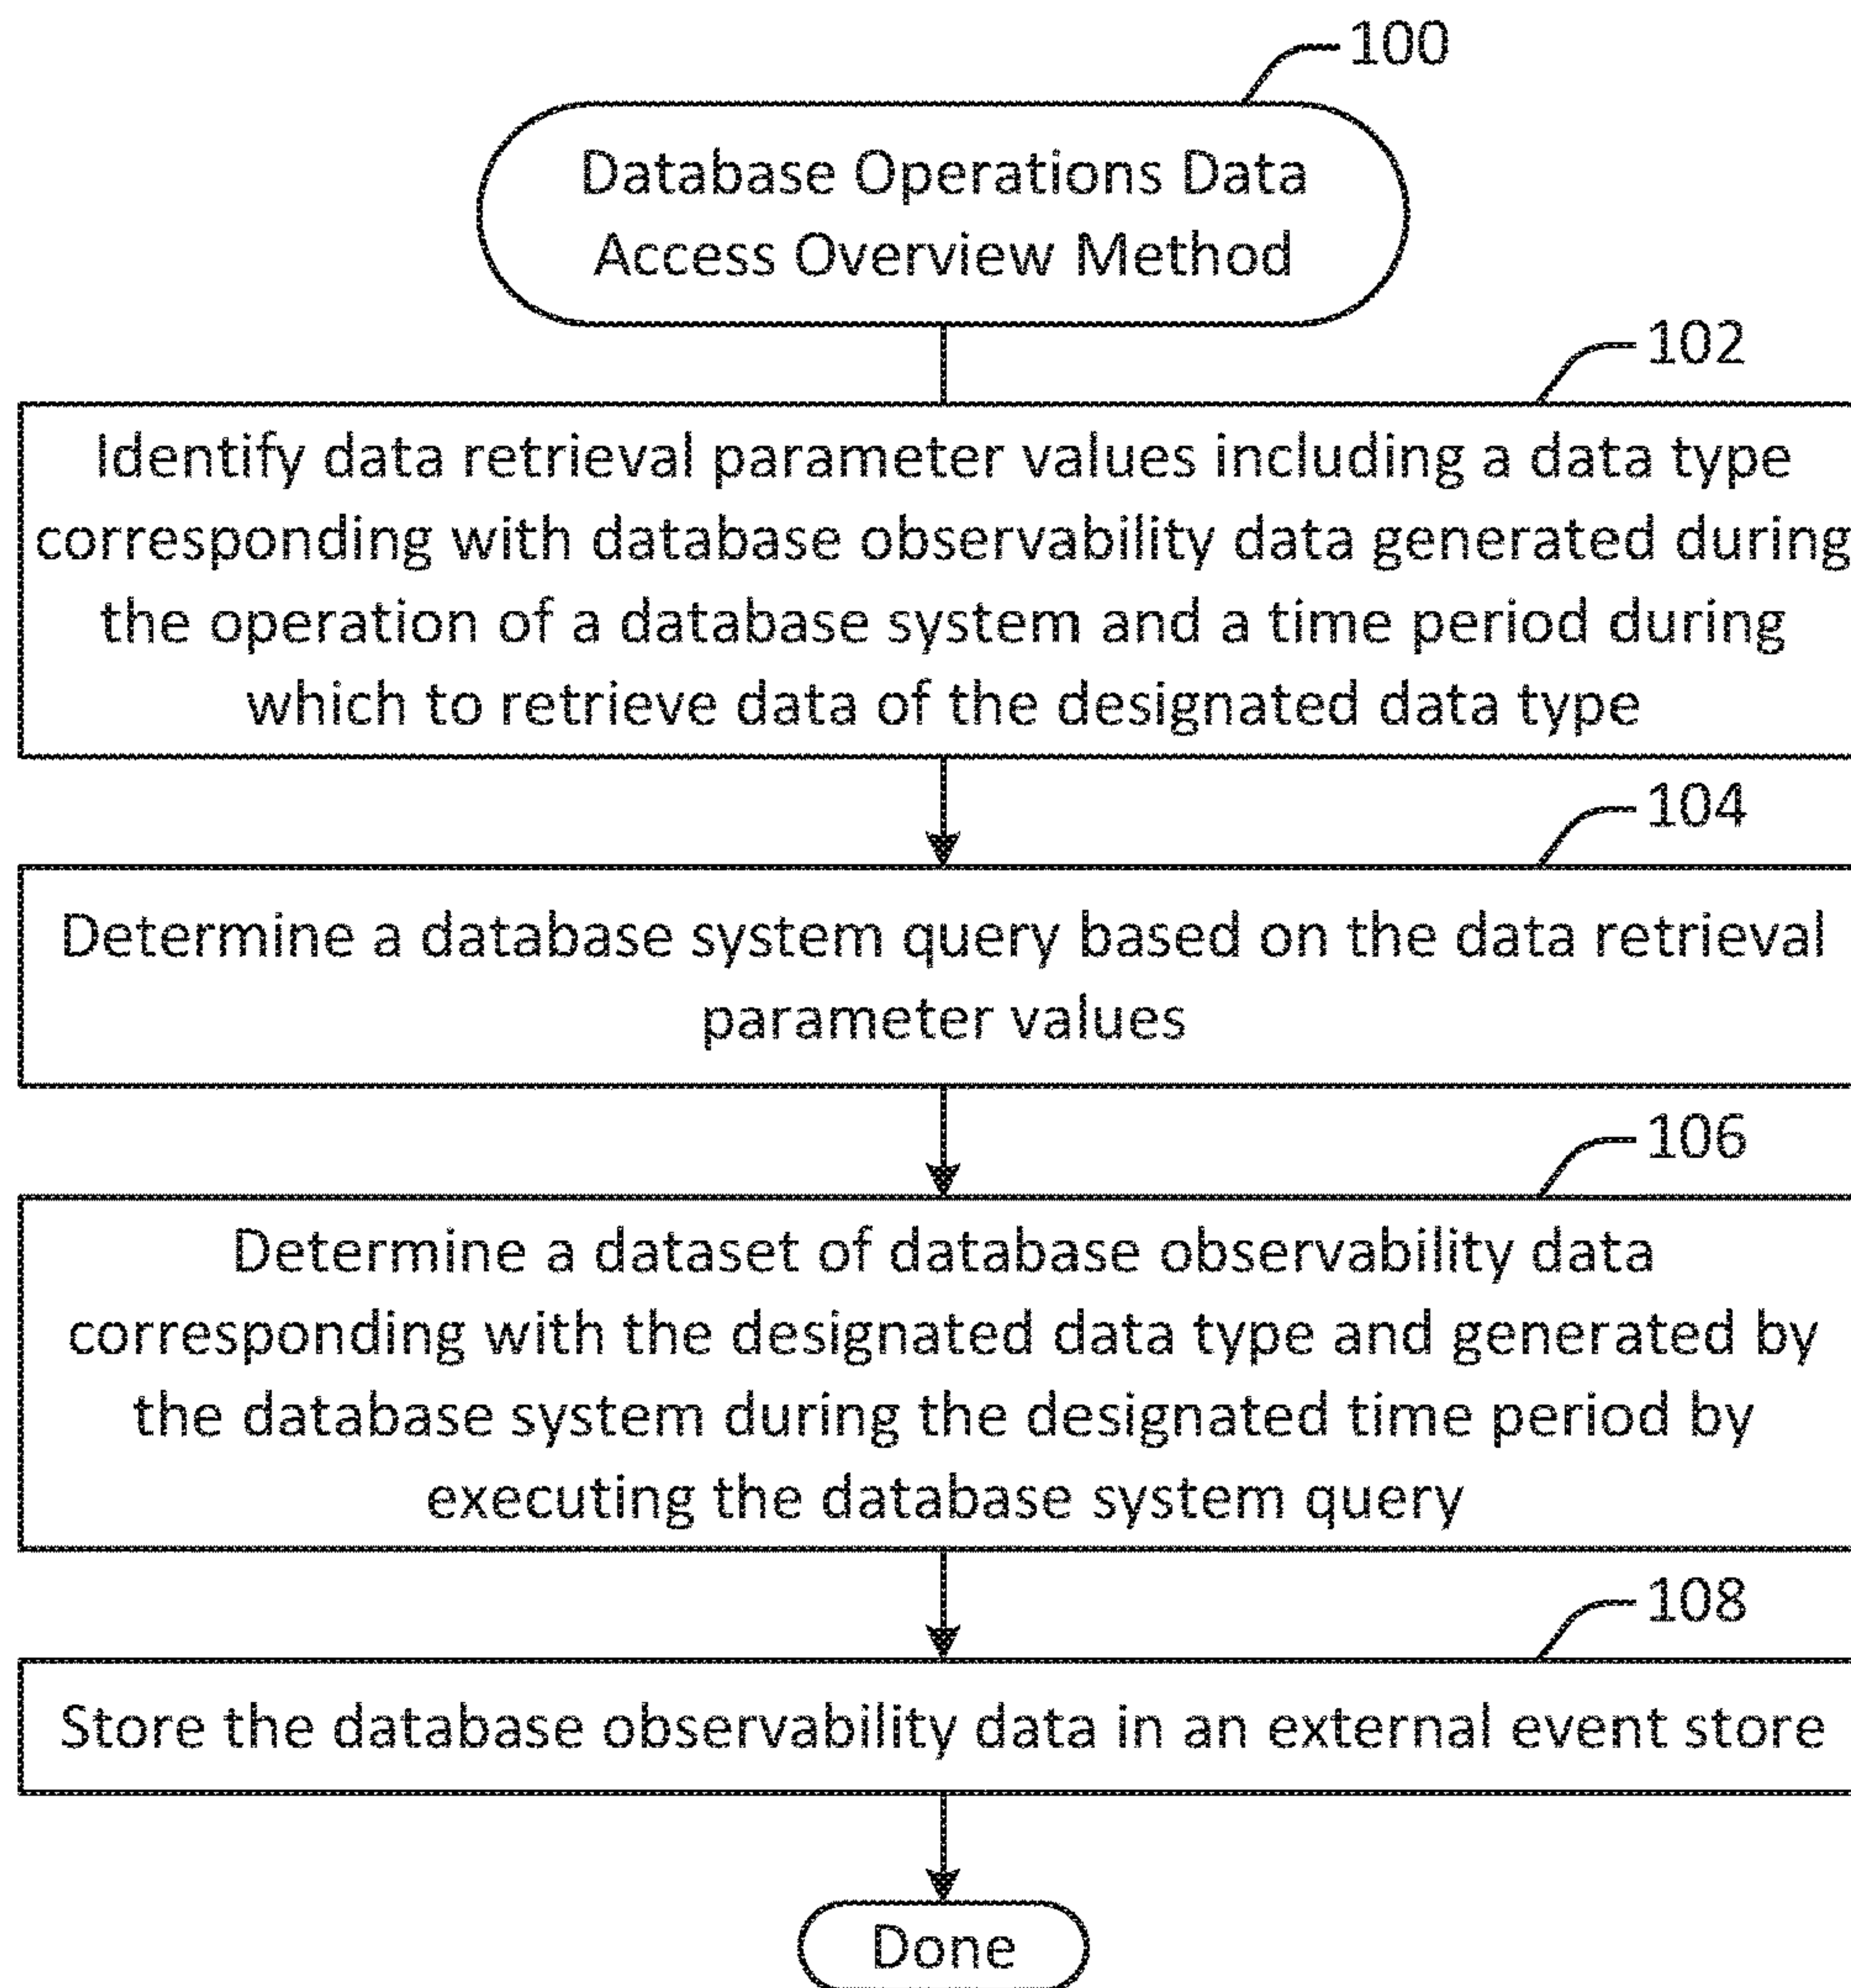 100
Database Operations Data
Access Overview Method
102
Identify data retrieval parameter values including a data type
corresponding with database observability data generated during
the operation of a database system and a time period during
which to retrieve data of the designated data type
104
Determine a database system query based on the data retrieval
parameter values
106
Determine a dataset of database observability data
corresponding with the designated data type and generated by
the database system during the designated time period by
executing the database system query
108
Store the database observability data in an external event store
Done